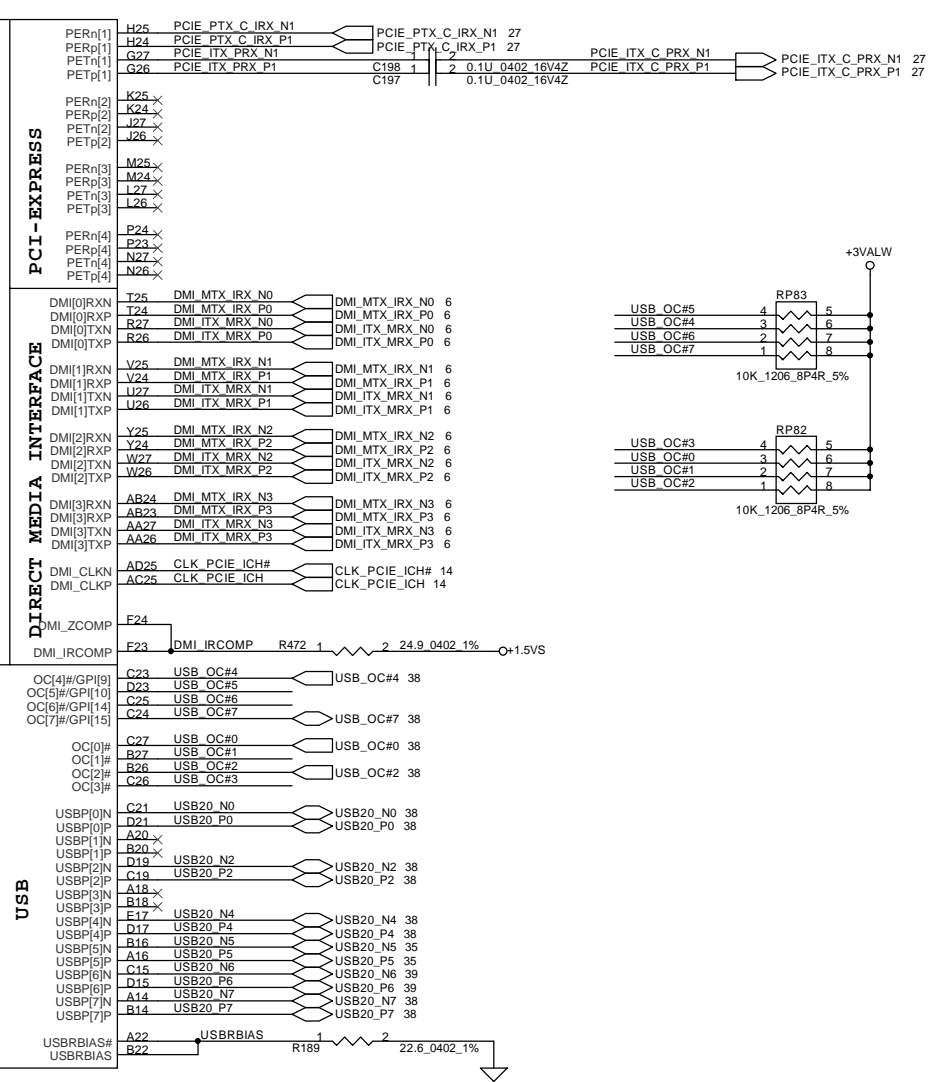 PCI-EXPRESS
PERn[1] H25 PCIE_PTX_C_IRX_N1 PCIE_PTX_C_IRX_N1 27
PERp[1] H24 PCIE_PTX_C_IRX_P1 PCIE_PTX_C_IRX_P1 27
PETn[1] G27 PCIE_ITX_PRX_N1 1 2 PCIE_ITX_C_PRX_N1 PCIE_ITX_C_PRX_N1 27
PETp[1] G26 PCIE_ITX_PRX_P1 C198 1 2 0.1U_0402_16V4Z PCIE_ITX_C_PRX_P1 PCIE_ITX_C_PRX_P1 27
C197 0.1U_0402_16V4Z
PERn[2] K25
PERp[2] K24
PETn[2] J27
PETp[2] J26
PERn[3] M25
PERp[3] M24
PETn[3] L27
PETp[3] L26
PERn[4] P24
PERp[4] P23
PETn[4] N27
PETp[4] N26
DIRECT MEDIA INTERFACE
DMI[0]RXN T25 DMI_MTX_IRX_N0 DMI_MTX_IRX_N0 6
DMI[0]RXP T24 DMI_MTX_IRX_P0 DMI_MTX_IRX_P0 6
DMI[0]TXN R27 DMI_ITX_MRX_N0 DMI_ITX_MRX_N0 6
DMI[0]TXP R26 DMI_ITX_MRX_P0 DMI_ITX_MRX_P0 6
DMI[1]RXN V25 DMI_MTX_IRX_N1 DMI_MTX_IRX_N1 6
DMI[1]RXP V24 DMI_MTX_IRX_P1 DMI_MTX_IRX_P1 6
DMI[1]TXN U27 DMI_ITX_MRX_N1 DMI_ITX_MRX_N1 6
DMI[1]TXP U26 DMI_ITX_MRX_P1 DMI_ITX_MRX_P1 6
DMI[2]RXN Y25 DMI_MTX_IRX_N2 DMI_MTX_IRX_N2 6
DMI[2]RXP Y24 DMI_MTX_IRX_P2 DMI_MTX_IRX_P2 6
DMI[2]TXN W27 DMI_ITX_MRX_N2 DMI_ITX_MRX_N2 6
DMI[2]TXP W26 DMI_ITX_MRX_P2 DMI_ITX_MRX_P2 6
DMI[3]RXN AB24 DMI_MTX_IRX_N3 DMI_MTX_IRX_N3 6
DMI[3]RXP AB23 DMI_MTX_IRX_P3 DMI_MTX_IRX_P3 6
DMI[3]TXN AA27 DMI_ITX_MRX_N3 DMI_ITX_MRX_N3 6
DMI[3]TXP AA26 DMI_ITX_MRX_P3 DMI_ITX_MRX_P3 6
DMI_CLKN AD25 CLK_PCIE_ICH# CLK_PCIE_ICH# 14
DMI_CLKP AC25 CLK_PCIE_ICH CLK_PCIE_ICH 14
DMI_ZCOMP F24
DMI_IRCOMP F23 DMI_IRCOMP R472 1 2 24.9_0402_1% +1.5VS
USB
OC[4]#/GPI[9] C23 USB_OC#4 USB_OC#4 38
OC[5]#/GPI[10] D23 USB_OC#5
OC[6]#/GPI[14] C25 USB_OC#6
OC[7]#/GPI[15] C24 USB_OC#7 USB_OC#7 38
OC[0]# C27 USB_OC#0 USB_OC#0 38
OC[1]# B27 USB_OC#1
OC[2]# B26 USB_OC#2 USB_OC#2 38
OC[3]# C26 USB_OC#3
USBP[0]N C21 USB20_N0 USB20_N0 38
USBP[0]P D21 USB20_P0 USB20_P0 38
USBP[1]N A20
USBP[1]P B20
USBP[2]N D19 USB20_N2 USB20_N2 38
USBP[2]P C19 USB20_P2 USB20_P2 38
USBP[3]N A18
USBP[3]P B18
USBP[4]N E17 USB20_N4 USB20_N4 38
USBP[4]P D17 USB20_P4 USB20_P4 38
USBP[5]N B16 USB20_N5 USB20_N5 35
USBP[5]P A16 USB20_P5 USB20_P5 35
USBP[6]N C15 USB20_N6 USB20_N6 39
USBP[6]P D15 USB20_P6 USB20_P6 39
USBP[7]N A14 USB20_N7 USB20_N7 38
USBP[7]P B14 USB20_P7 USB20_P7 38
USBRBIAS# A22 USBRBIAS 1 2
USBRBIAS B22 R189 22.6_0402_1%
+3VALW
RP83
USB_OC#5 4 5
USB_OC#4 3 6
USB_OC#6 2 7
USB_OC#7 1 8
10K_1206_8P4R_5%
RP82
USB_OC#3 4 5
USB_OC#0 3 6
USB_OC#1 2 7
USB_OC#2 1 8
10K_1206_8P4R_5%